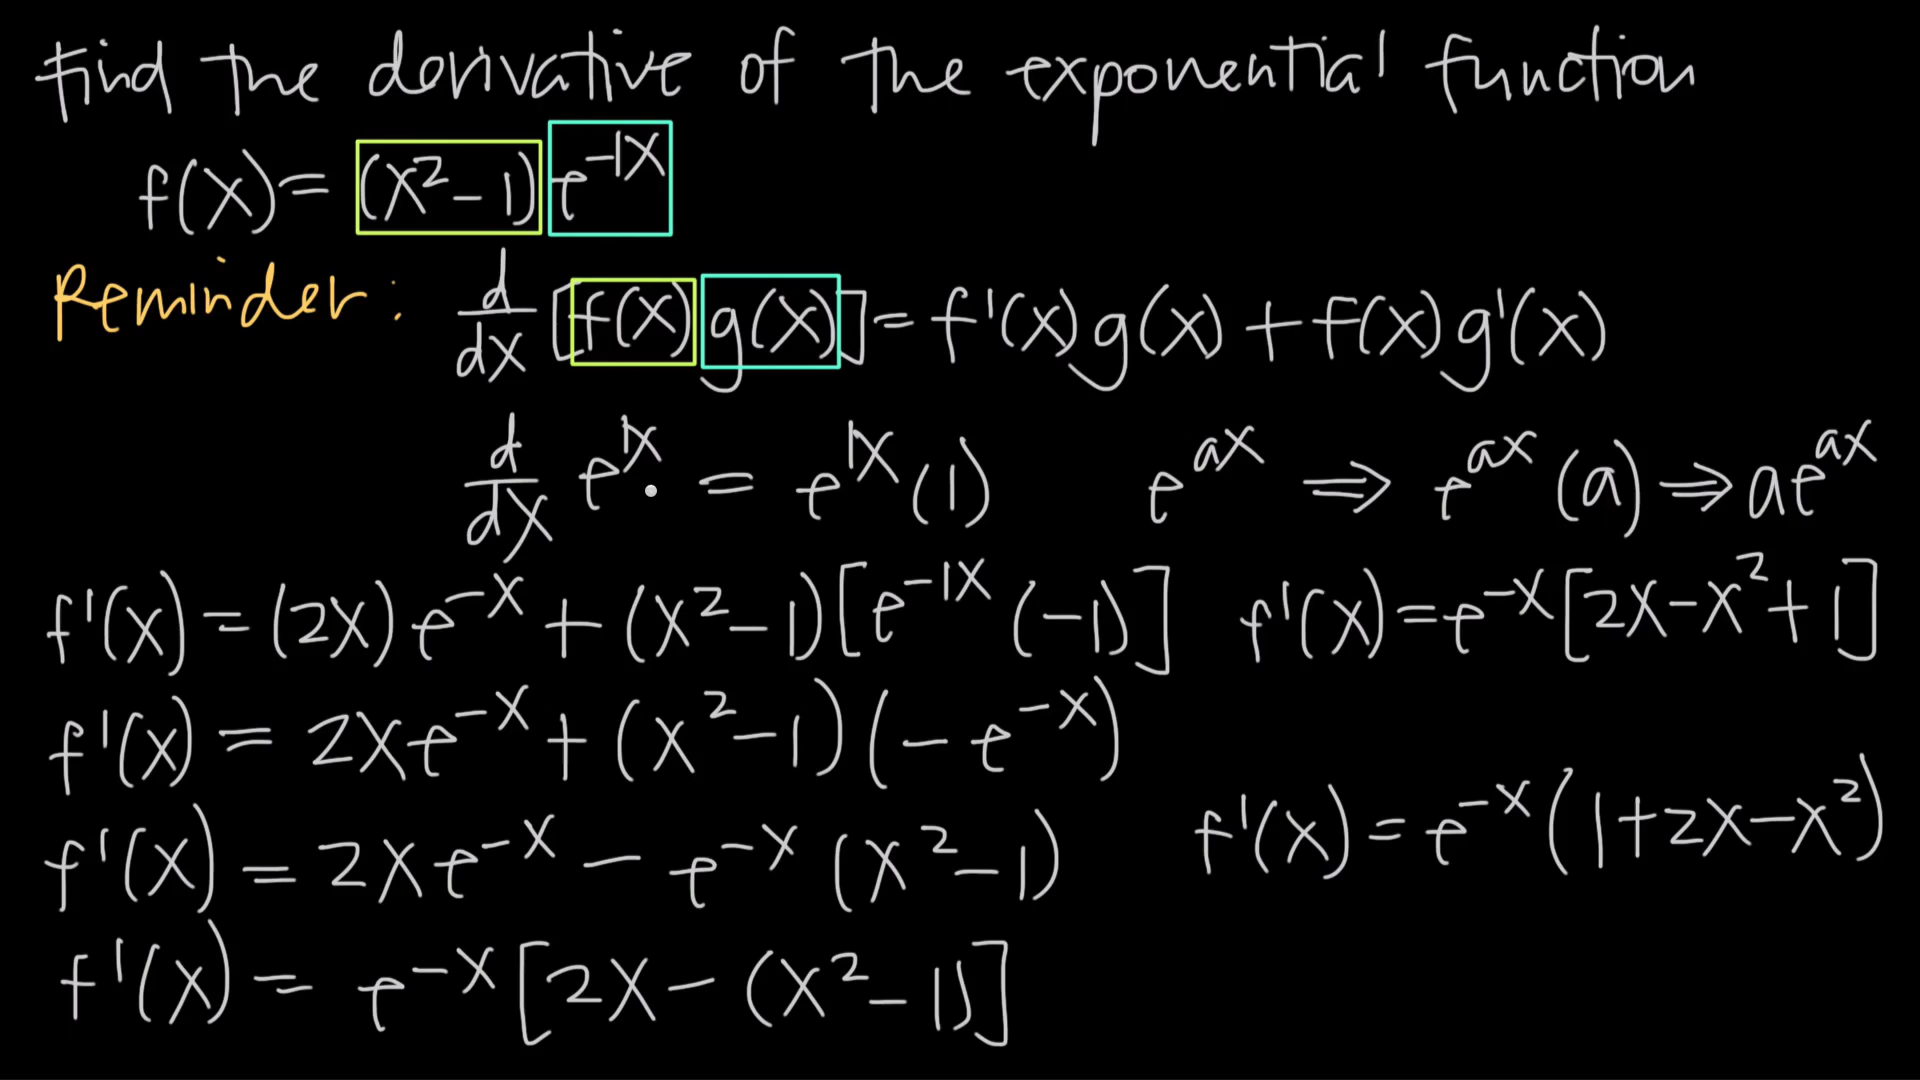 Find the derivative of the exponential function
f(x) = (x² - 1) e^{-1x}
Reminder: d/dx [f(x) g(x)] = f'(x) g(x) + f(x) g'(x)
d/dx e^{1x} = e^{1x} (1)   e^{ax} ⇒ e^{ax} (a) ⇒ ae^{ax}
f'(x) = (2x) e^{-x} + (x² - 1) [e^{-1x} (-1)]
f'(x) = 2xe^{-x} + (x² - 1) (-e^{-x})
f'(x) = 2xe^{-x} - e^{-x} (x² - 1)
f'(x) = e^{-x} [2x - (x² - 1)]
f'(x) = e^{-x} [2x - x² + 1]
f'(x) = e^{-x} (1 + 2x - x²)